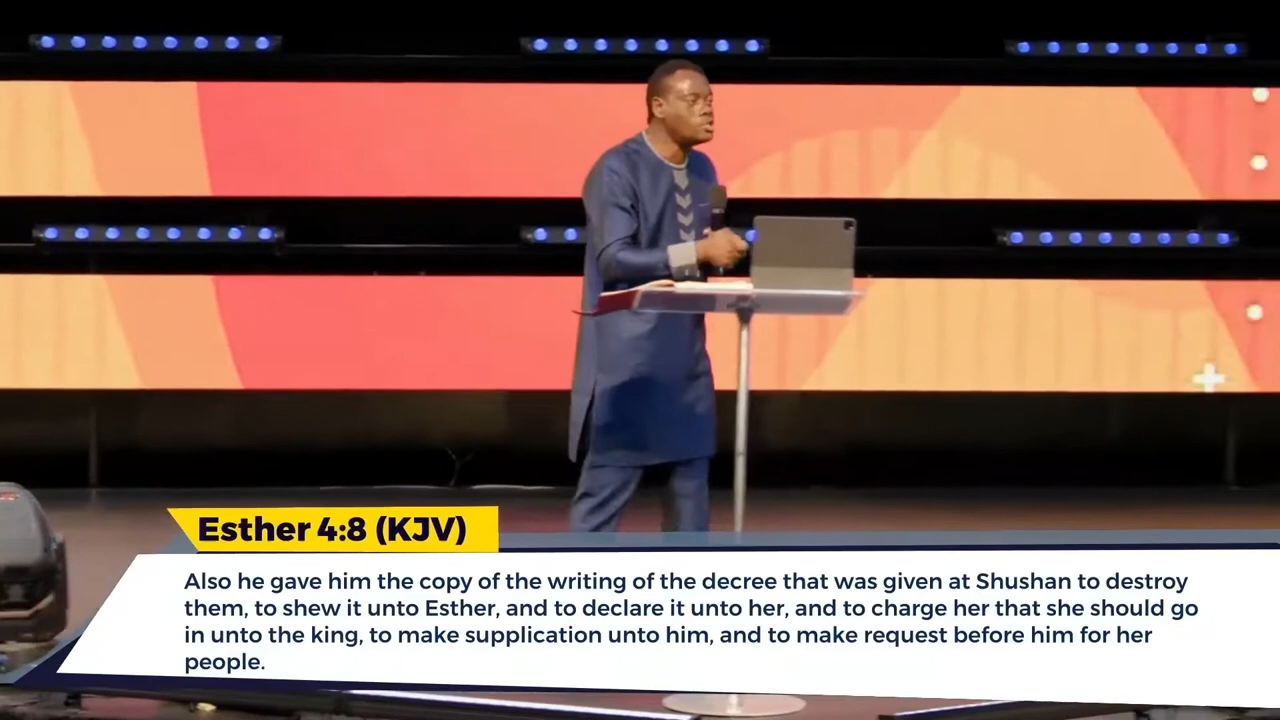 Esther 4:8 (KJV)
Also he gave him the copy of the writing of the decree that was given at Shushan to destroy
them, to shew it unto Esther, and to declare it unto her, and to charge her that she should go
in unto the king, to make supplication unto him, and to make request before him for her
people.